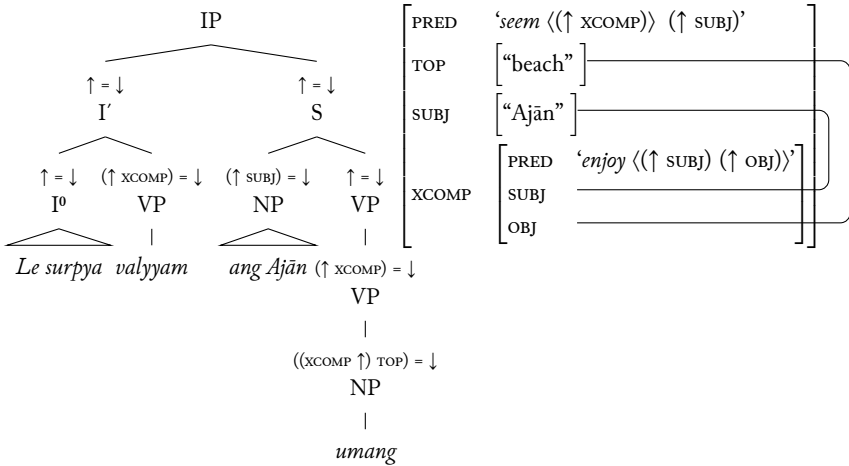 IP
↑ = ↓ ↑ = ↓
I′ S
↑ = ↓ (↑ XCOMP) = ↓ (↑ SUBJ) = ↓ ↑ = ↓
I⁰ VP NP VP
Le surpya valyyam ang Ajān (↑ XCOMP) = ↓
VP
((XCOMP ↑) TOP) = ↓
NP
umang
PRED ‘seem ⟨(↑ XCOMP)⟩ (↑ SUBJ)’
TOP [“beach”]
SUBJ [“Ajān”]
XCOMP
PRED ‘enjoy ⟨(↑ SUBJ) (↑ OBJ)⟩’
SUBJ
OBJ